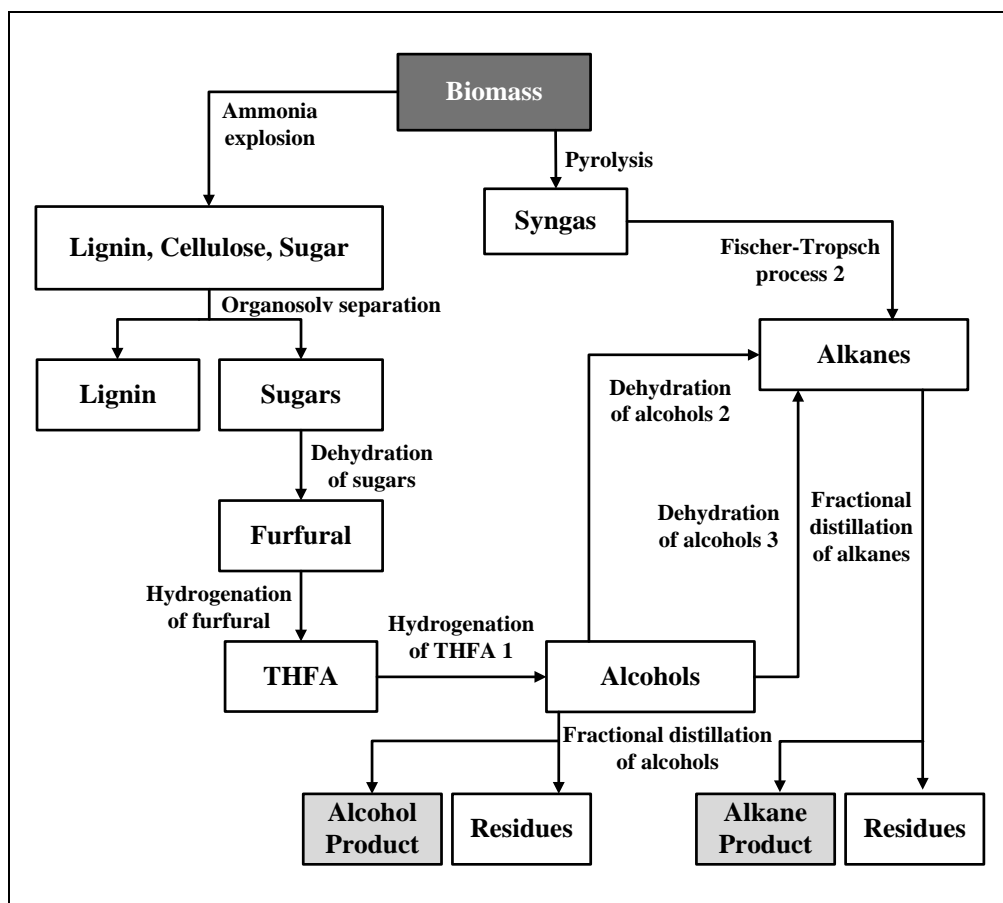 Biomass
Ammonia
explosion
Pyrolysis
Lignin, Cellulose, Sugar
Syngas
Fischer-Tropsch
process 2
Organosolv separation
Lignin
Sugars
Alkanes
Dehydration
of alcohols 2
Dehydration
of sugars
Furfural
Dehydration
of alcohols 3
Fractional
distillation
of alkanes
Hydrogenation
of furfural
Hydrogenation
of THFA 1
THFA
Alcohols
Fractional distillation
of alcohols
Alcohol
Product
Residues
Alkane
Product
Residues